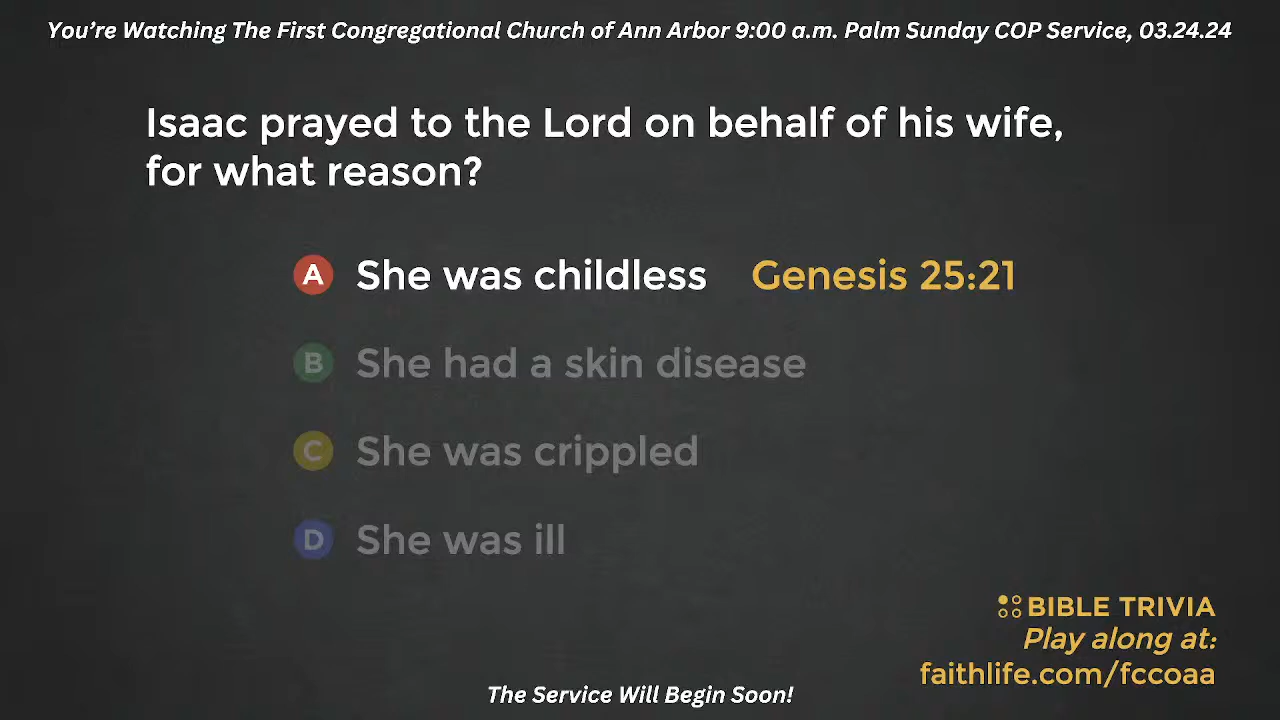 You're Watching The First Congregational Church of Ann Arbor 9:00 a.m. Palm Sunday COP Service, 03.24.24
Isaac prayed to the Lord on behalf of his wife,
for what reason?
A She was childless Genesis 25:21
B She had a skin disease
C She was crippled
D She was ill
BIBLE TRIVIA
Play along at:
faithlife.com/fccoaa
The Service Will Begin Soon!